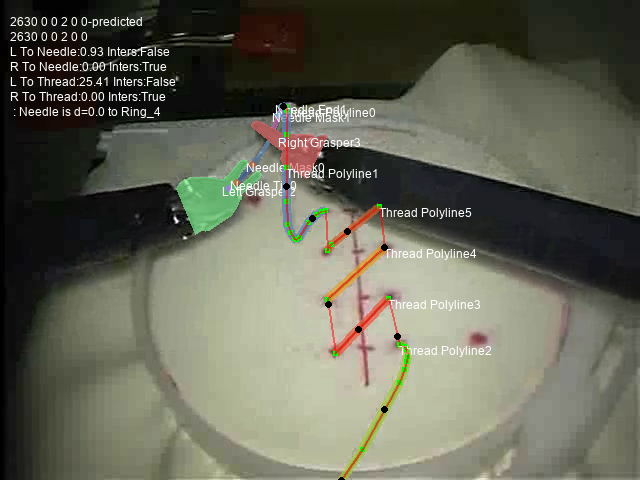 2630 0 0 2 0 0-predicted
2630 0 0 2 0 0
L To Needle:0.93 Inters:False
R To Needle:0.00 Inters:True
L To Thread:25.41 Inters:False
R To Thread:0.00 Inters:True
: Needle is d=0.0 to Ring_4
Needle End1
Thread Polyline0
Needle Mask1
Right Grasper3
Needle Mask0
Thread Polyline1
Needle Tip0
Left Grasper2
Thread Polyline5
Thread Polyline4
Thread Polyline3
Thread Polyline2